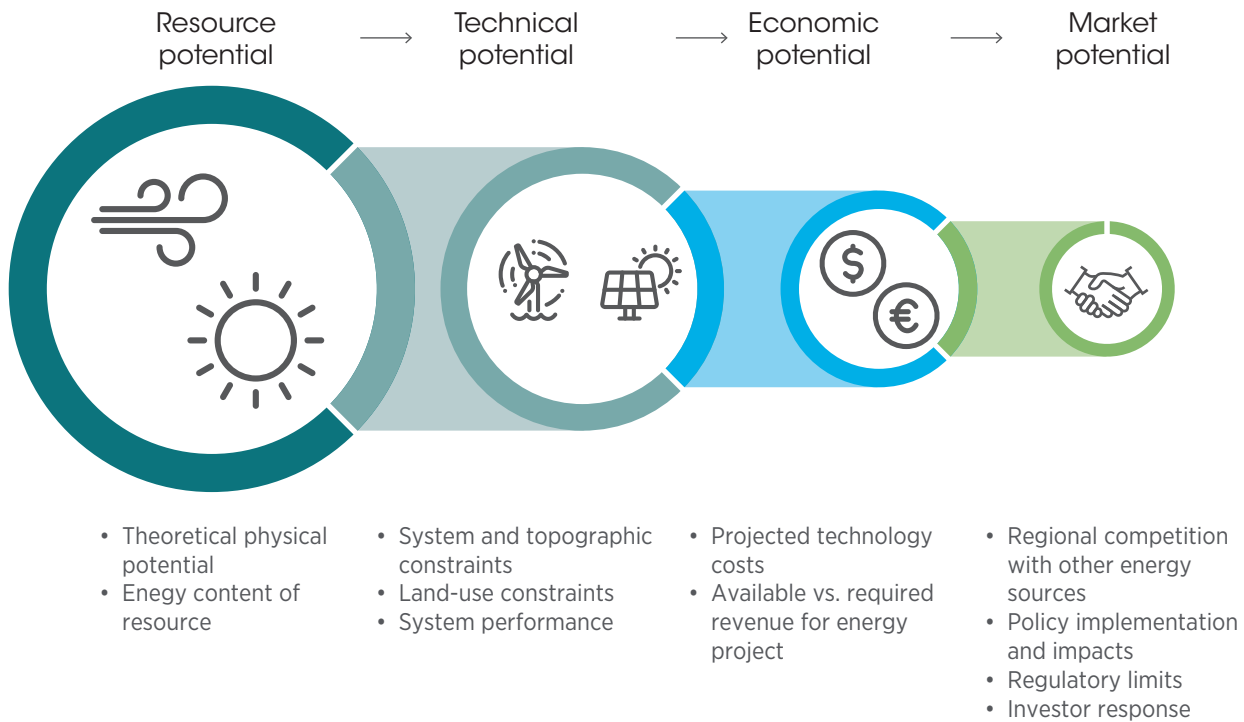 Resource
potential
→
Technical
potential
→
Economic
potential
→
Market
potential
$
€
• Theoretical physical
potential
• Enegy content of
resource
• System and topographic
constraints
• Land-use constraints
• System performance
• Projected technology
costs
• Available vs. required
revenue for energy
project
• Regional competition
with other energy
sources
• Policy implementation
and impacts
• Regulatory limits
• Investor response